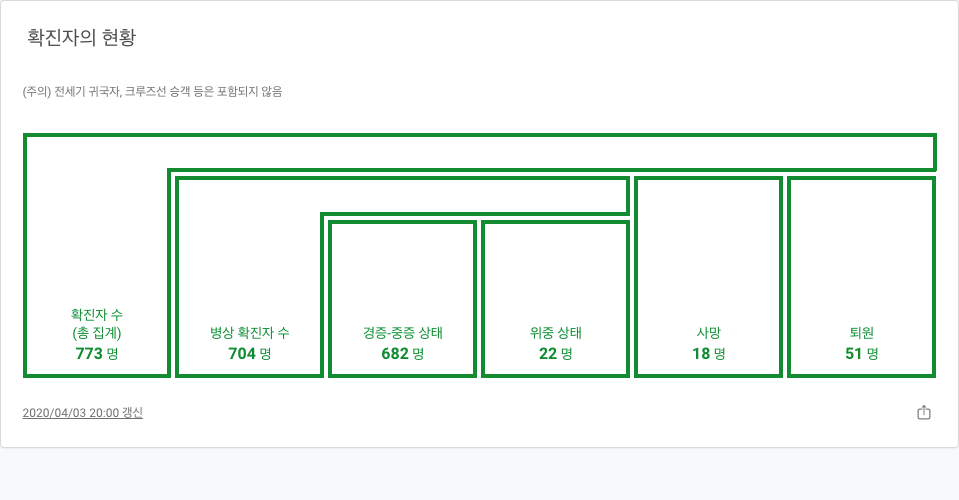 확진자의 현황
(주의) 전세기 귀국자, 크루즈선 승객 등은 포함되지 않음
확진자 수
(총 집계)
773 명
병상 확진자 수
704 명
경증-중증 상태
682 명
위중 상태
22 명
사망
18 명
퇴원
51 명
2020/04/03 20:00 갱신